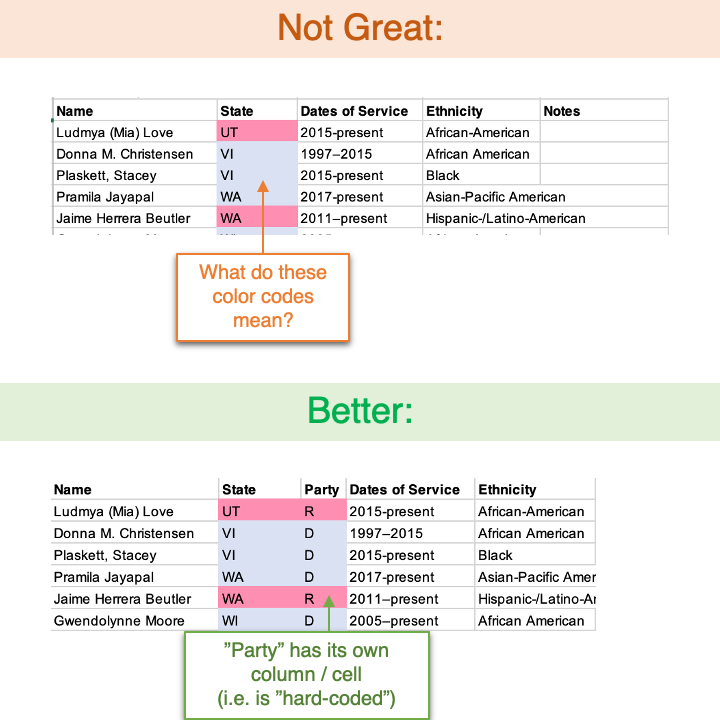 Not Great:
Name State Dates of Service Ethnicity Notes
Ludmya (Mia) Love UT 2015-present African-American
Donna M. Christensen VI 1997–2015 African American
Plaskett, Stacey VI 2015-present Black
Pramila Jayapal WA 2017-present Asian-Pacific American
Jaime Herrera Beutler WA 2011–present Hispanic-/Latino-American
What do these
color codes
mean?
Better:
Name State Party Dates of Service Ethnicity
Ludmya (Mia) Love UT R 2015-present African-American
Donna M. Christensen VI D 1997–2015 African American
Plaskett, Stacey VI D 2015-present Black
Pramila Jayapal WA D 2017-present Asian-Pacific Amer
Jaime Herrera Beutler WA R 2011–present Hispanic-/Latino-Ar
Gwendolynne Moore WI D 2005–present African American
”Party” has its own
column / cell
(i.e. is ”hard-coded”)